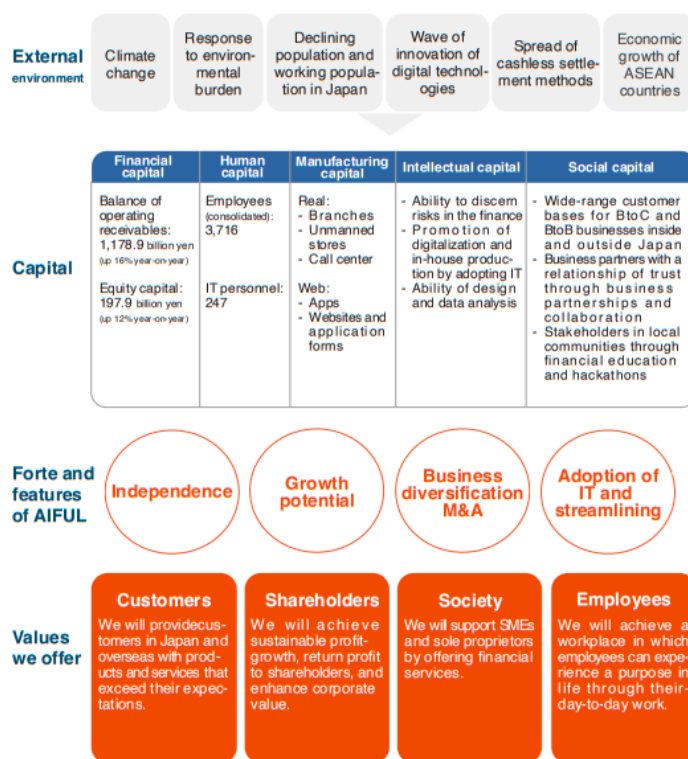 External
environment
Climate
change
Response
to environ-
mental
burden
Declining
population and
working popula-
tion in Japan
Wave of
innovation of
digital technol-
ogies
Spread of
cashless settle-
ment methods
Economic
growth of
ASEAN
countries
Capital
Financial
capital
Human
capital
Manufacturing
capital
Intellectual capital
Social capital
Balance of
operating
receivables:
1,178.9 billion yen
(up 16% year-on-year)
Equity capital:
197.9 billion yen
(up 12% year-on-year)
Employees
(consolidated):
3,716
IT personnel:
247
Real:
- Branches
- Unmanned
stores
- Call center
Web:
- Apps
- Websites and
application
forms
- Ability to discern
risks in the finance
- Promotion of
digitalization and
in-house produc-
tion by adopting IT
- Ability of design
and data analysis
- Wide-range customer
bases for BtoC and
BtoB businesses inside
and outside Japan
- Business partners with a
relationship of trust
through business
partnerships and
collaboration
- Stakeholders in local
communities through
financial education
and hackathons
Forte and
features
of AIFUL
Independence
Growth
potential
Business
diversification
M&A
Adoption of
IT and
streamlining
Values
we offer
Customers
We will providecus-
tomers in Japan and
overseas with prod-
ucts and services that
exceed their expec-
tations.
Shareholders
We will achieve
sustainable profit-
growth, return profit
to shareholders, and
enhance corporate
value.
Society
We will support SMEs
and sole proprietors
by offering financial
services.
Employees
We will achieve a
workplace in which
employees can expe-
rience a purpose in
life through their-
day-to-day work.